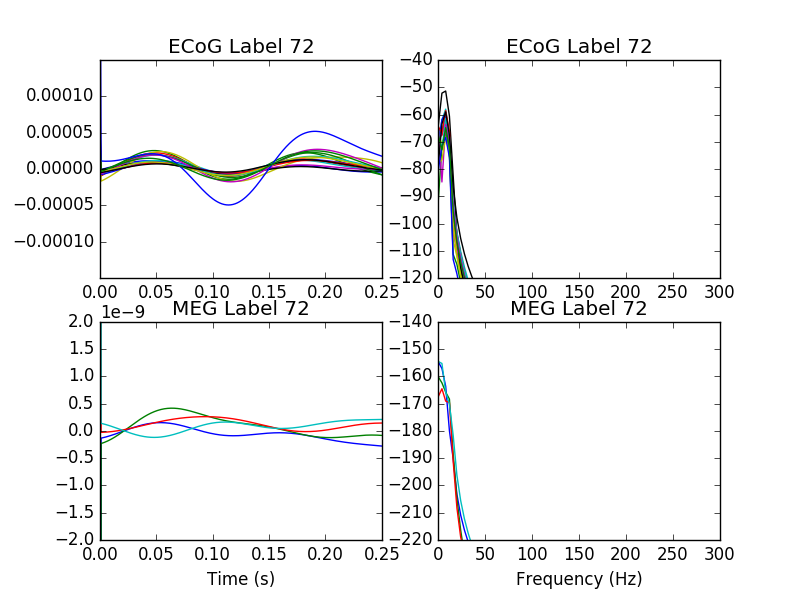 ECoG Label 72
0.00010
0.00005
0.00000
−0.00005
−0.00010
0.00 0.05 0.10 0.15 0.20 0.25
ECoG Label 72
−40
−50
−60
−70
−80
−90
−100
−110
−120
0 50 100 150 200 250 300
1e−9
MEG Label 72
2.0
1.5
1.0
0.5
0.0
−0.5
−1.0
−1.5
−2.0
0.00 0.05 0.10 0.15 0.20 0.25
Time (s)
MEG Label 72
−140
−150
−160
−170
−180
−190
−200
−210
−220
0 50 100 150 200 250 300
Frequency (Hz)